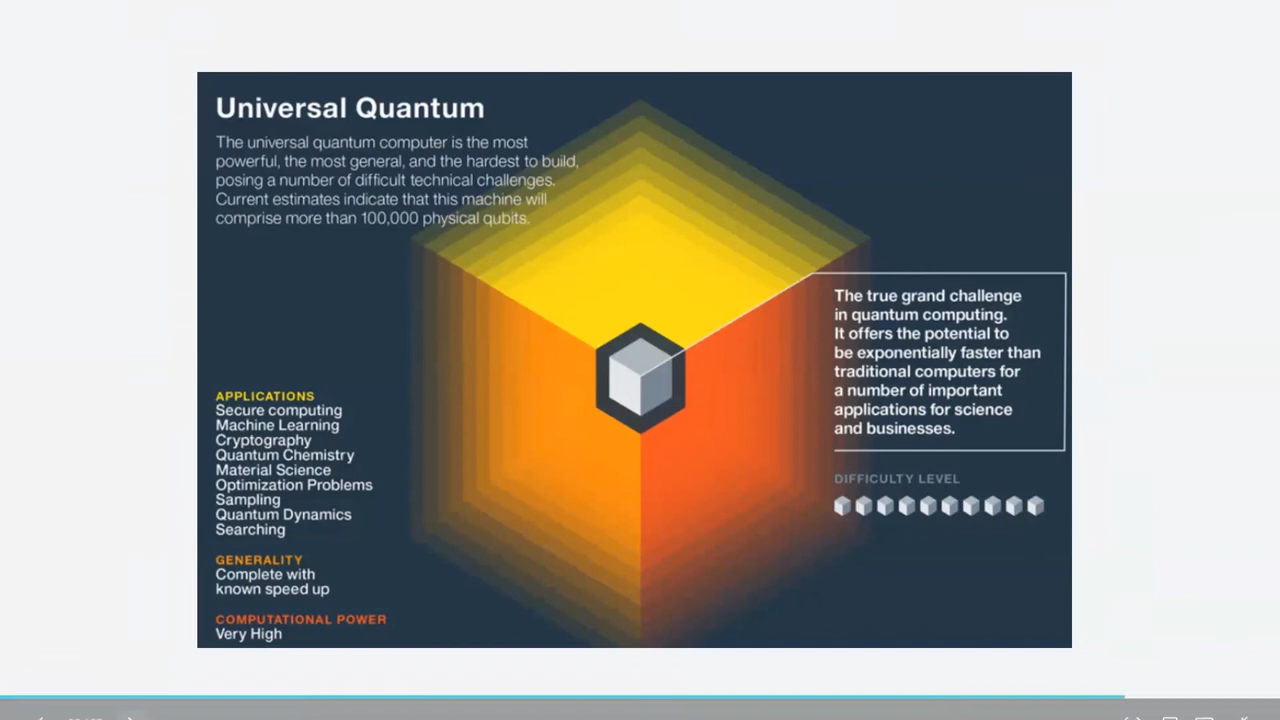 Universal Quantum
The universal quantum computer is the most
powerful, the most general, and the hardest to build,
posing a number of difficult technical challenges.
Current estimates indicate that this machine will
comprise more than 100,000 physical qubits.
The true grand challenge
in quantum computing.
It offers the potential to
be exponentially faster than
traditional computers for
a number of important
applications for science
and businesses.
DIFFICULTY LEVEL
APPLICATIONS
Secure computing
Machine Learning
Cryptography
Quantum Chemistry
Material Science
Optimization Problems
Sampling
Quantum Dynamics
Searching
GENERALITY
Complete with
known speed up
COMPUTATIONAL POWER
Very High